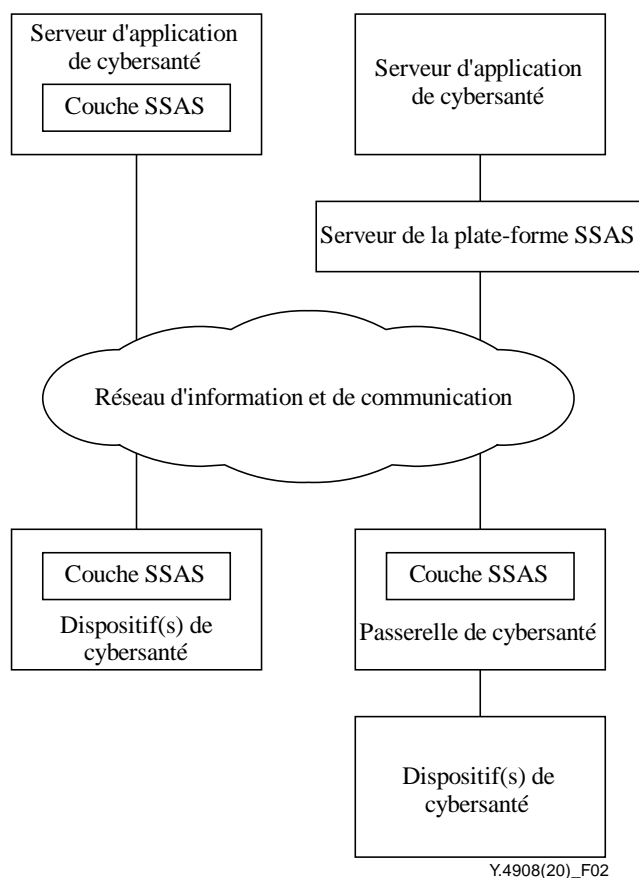 Serveur d'application
de cybersanté
Couche SSAS
Serveur d'application
de cybersanté
Serveur de la plate-forme SSAS
Réseau d'information et de communication
Couche SSAS
Dispositif(s) de
cybersanté
Couche SSAS
Passerelle de cybersanté
Dispositif(s) de
cybersanté
Y.4908(20)_F02